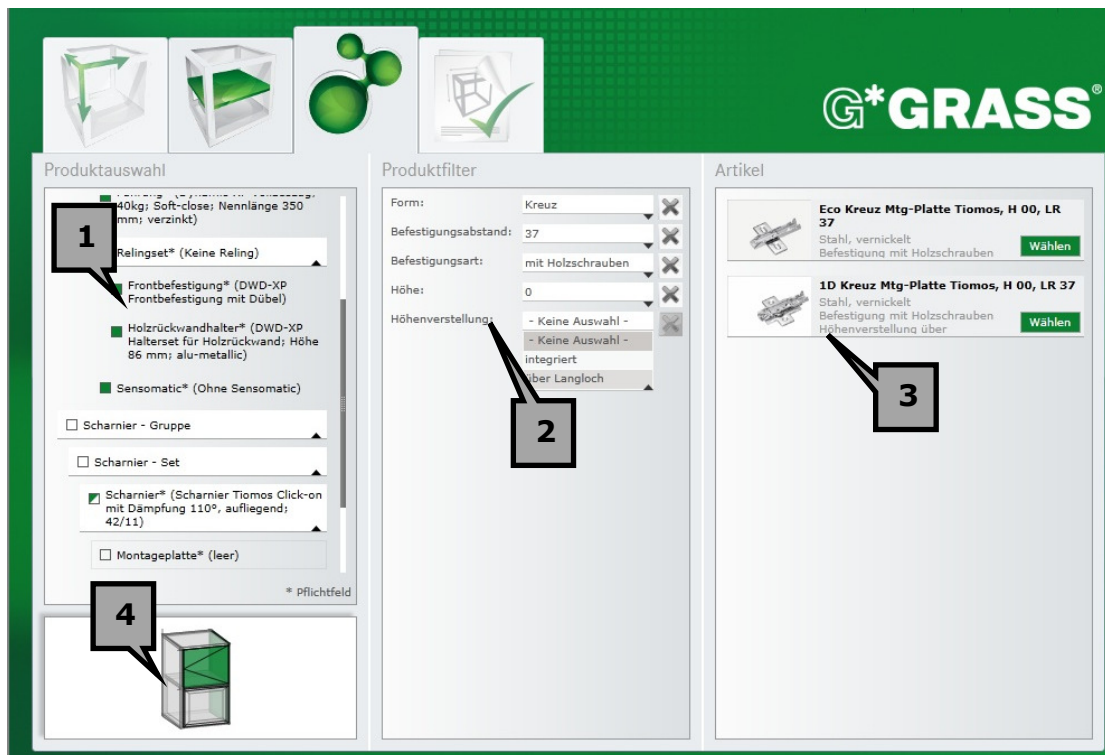 G*GRASS®
Produktauswahl
40kg; Soft-close; Nennlänge 350
mm; verzinkt)
Relingset* (Keine Reling)
Frontbefestigung* (DWD-XP
Frontbefestigung mit Dübel)
Holzrückwandhalter* (DWD-XP
Halterset für Holzrückwand; Höhe
86 mm; alu-metallic)
Sensomatic* (Ohne Sensomatic)
Scharnier - Gruppe
Scharnier - Set
Scharnier* (Scharnier Tiomos Click-on
mit Dämpfung 110°, aufliegend;
42/11)
Montageplatte* (leer)
* Pflichtfeld
1
4
Produktfilter
Form: Kreuz
Befestigungsabstand: 37
Befestigungsart: mit Holzschrauben
Höhe: 0
Höhenverstellung: - Keine Auswahl -
- Keine Auswahl -
integriert
über Langloch
2
Artikel
Eco Kreuz Mtg-Platte Tiomos, H 00, LR
37
Stahl, vernickelt
Befestigung mit Holzschrauben
Wählen
1D Kreuz Mtg-Platte Tiomos, H 00, LR 37
Stahl, vernickelt
Befestigung mit Holzschrauben
Höhenverstellung über
Wählen
3